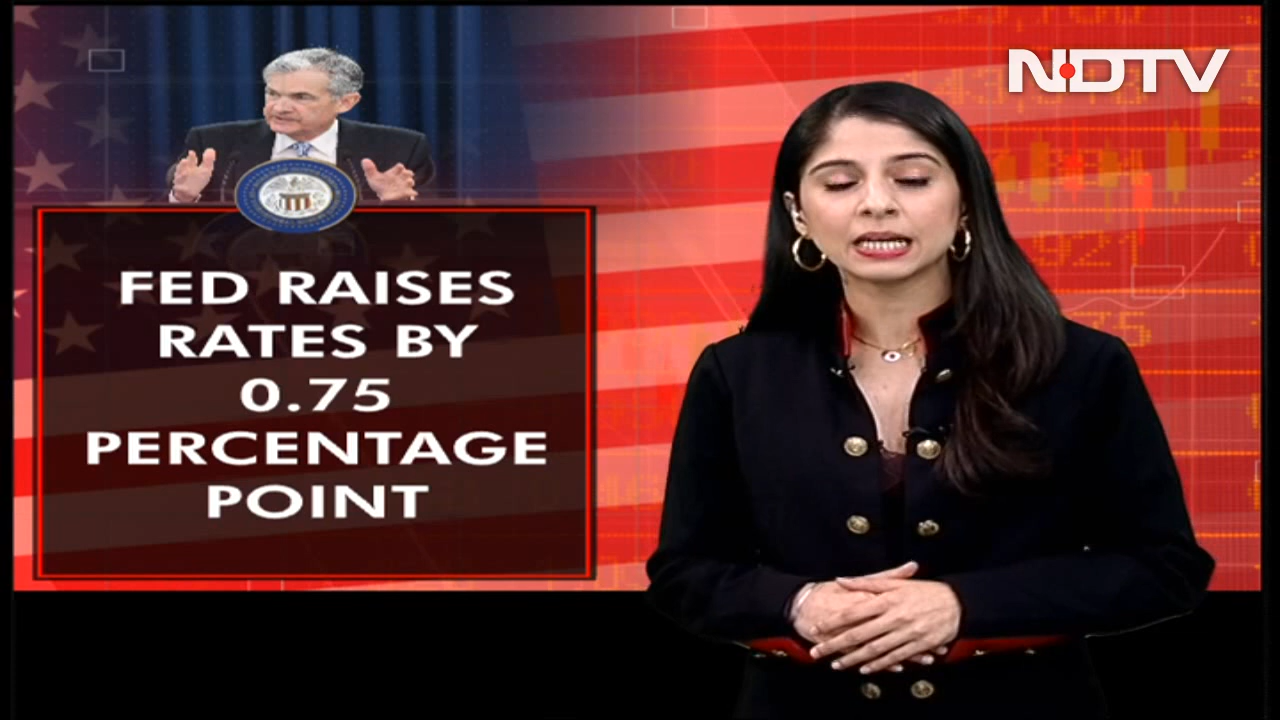 NDTV
FED RAISES
RATES BY
0.75
PERCENTAGE
POINT